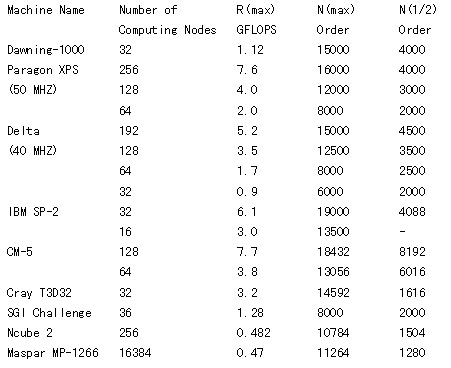 Machine Name Number of R(max) N(max) N(1/2)
Computing Nodes GFLOPS Order Order
Dawning-1000 32 1.12 15000 4000
Paragon XPS 256 7.6 16000 4000
(50 MHZ) 128 4.0 12000 3000
64 2.0 8000 2000
Delta 192 5.2 15000 4500
(40 MHZ) 128 3.5 12500 3500
64 1.7 8000 2500
32 0.9 6000 2000
IBM SP-2 32 6.1 19000 4088
16 3.0 13500 -
CM-5 128 7.7 18432 8192
64 3.8 13056 6016
Cray T3D32 32 3.2 14592 1616
SGI Challenge 36 1.28 8000 2000
Ncube 2 256 0.482 10784 1504
Maspar MP-1266 16384 0.47 11264 1280